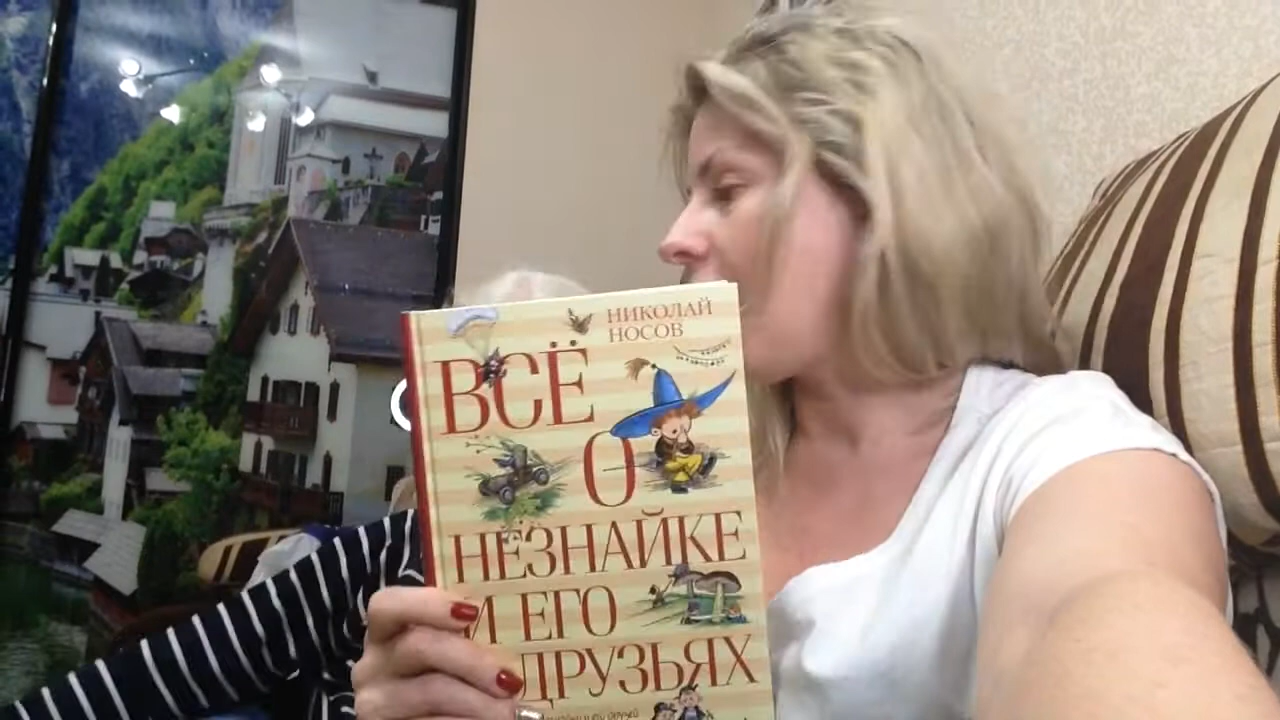 НИКОЛАЙ
НОСОВ
ВСЁ
О
НЕЗНАЙКЕ
И ЕГО
ДРУЗЬЯХ